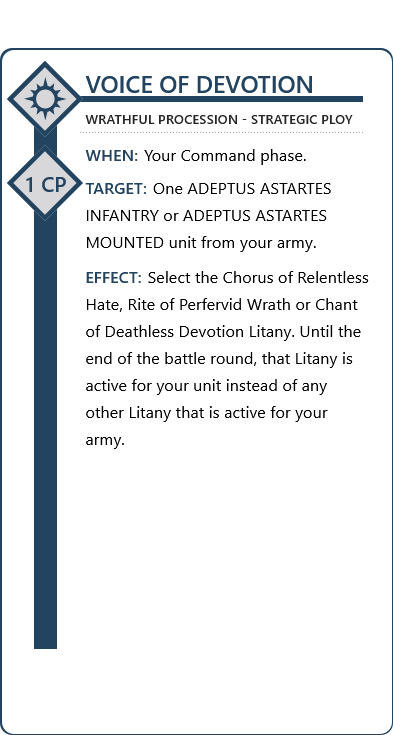 VOICE OF DEVOTION
WRATHFUL PROCESSION - STRATEGIC PLOY
1 CP
WHEN: Your Command phase.
TARGET: One ADEPTUS ASTARTES
INFANTRY or ADEPTUS ASTARTES
MOUNTED unit from your army.
EFFECT: Select the Chorus of Relentless
Hate, Rite of Perfervid Wrath or Chant
of Deathless Devotion Litany. Until the
end of the battle round, that Litany is
active for your unit instead of any
other Litany that is active for your
army.